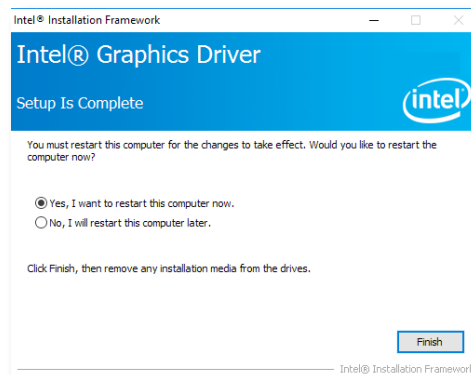 Intel® Installation Framework
Intel® Graphics Driver
Setup Is Complete
intel
You must restart this computer for the changes to take effect. Would you like to restart the
computer now?
Yes, I want to restart this computer now.
No, I will restart this computer later.
Click Finish, then remove any installation media from the drives.
Finish
Intel® Installation Framework